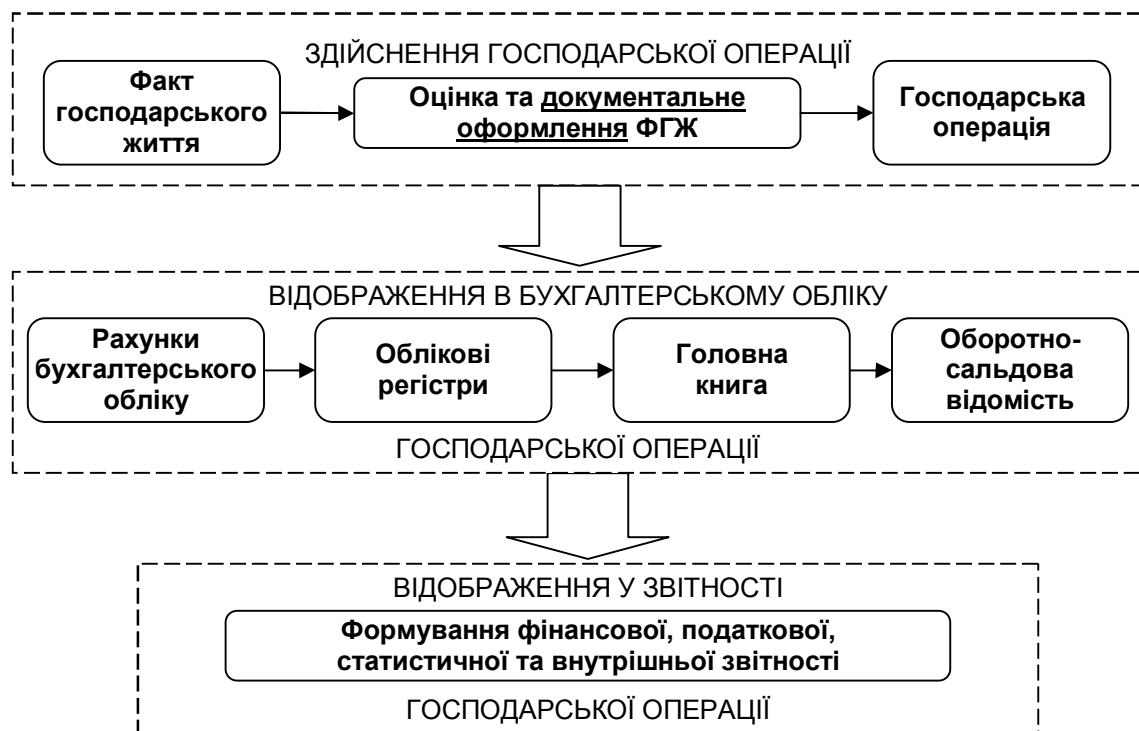 ЗДІЙСНЕННЯ ГОСПОДАРСЬКОЇ ОПЕРАЦІЇ
Факт
господарського
життя
Оцінка та документальне
оформлення ФГЖ
Господарська
операція
ВІДОБРАЖЕННЯ В БУХГАЛТЕРСЬКОМУ ОБЛІКУ
Рахунки
бухгалтерського
обліку
Облікові
регістри
Головна
книга
Оборотно-
сальдова
відомість
ГОСПОДАРСЬКОЇ ОПЕРАЦІЇ
ВІДОБРАЖЕННЯ У ЗВІТНОСТІ
Формування фінансової, податкової,
статистичної та внутрішньої звітності
ГОСПОДАРСЬКОЇ ОПЕРАЦІЇ